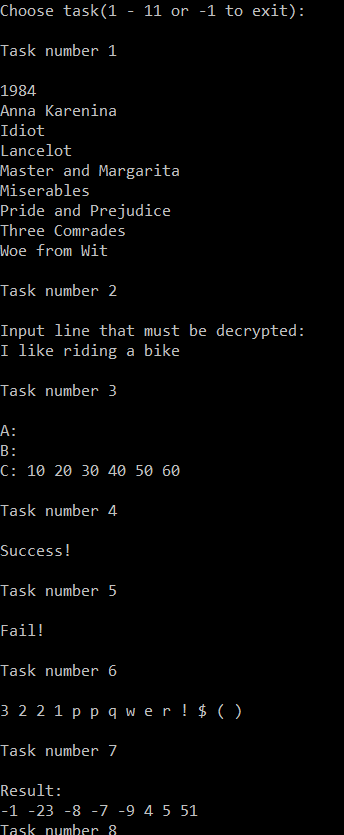 Choose task(1 - 11 or -1 to exit):
Task number 1
1984
Anna Karenina
Idiot
Lancelot
Master and Margarita
Miserables
Pride and Prejudice
Three Comrades
Woe from Wit
Task number 2
Input line that must be decrypted:
I like riding a bike
Task number 3
A:
B:
C: 10 20 30 40 50 60
Task number 4
Success!
Task number 5
Fail!
Task number 6
3 2 2 1 p p q w e r ! $ ( )
Task number 7
Result:
-1 -23 -8 -7 -9 4 5 51
Task number 8